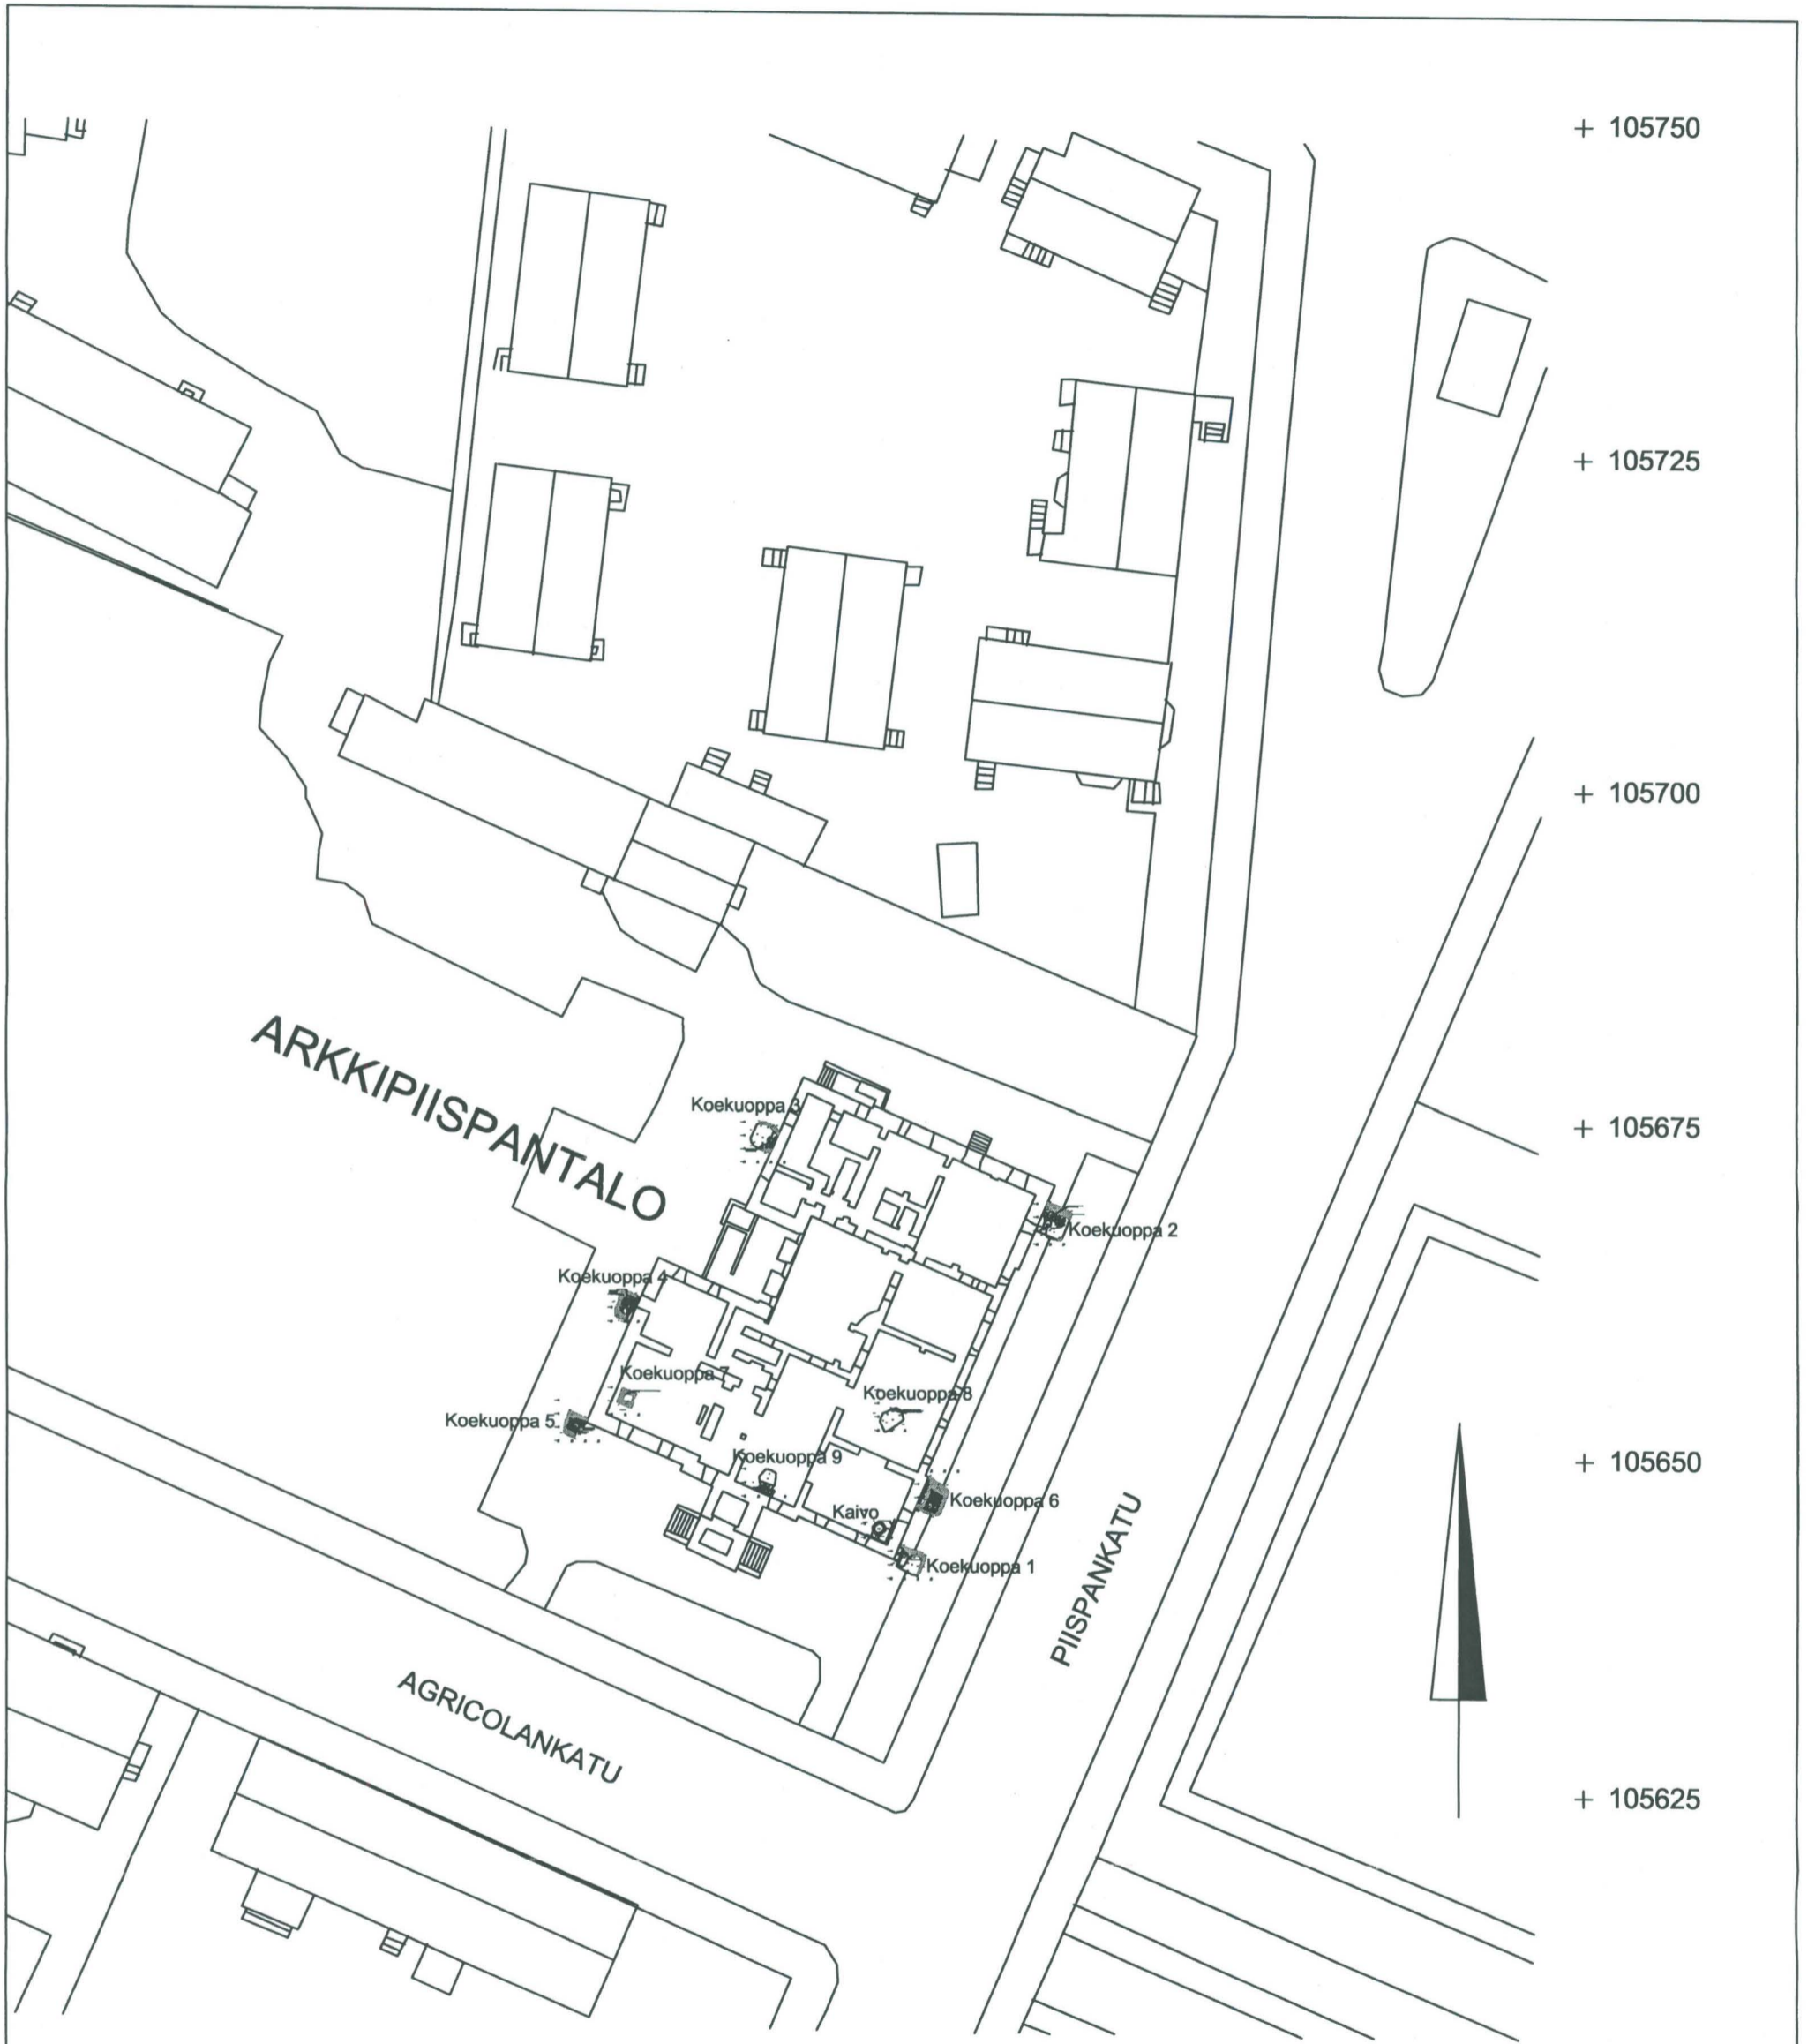 + 105750
+ 105725
+ 105700
ARKKIPIISPANTALO
Koekuoppa 3
+ 105675
Koekuoppa 2
Koekuoppa 4
Koekuoppa 7
Koekuoppa 8
Koekuoppa 5
Koekuoppa 9
+ 105650
Koekuoppa 6
Kaivo
Koekuoppa 1
PIISPANKATU
AGRICOLANKATU
+ 105625